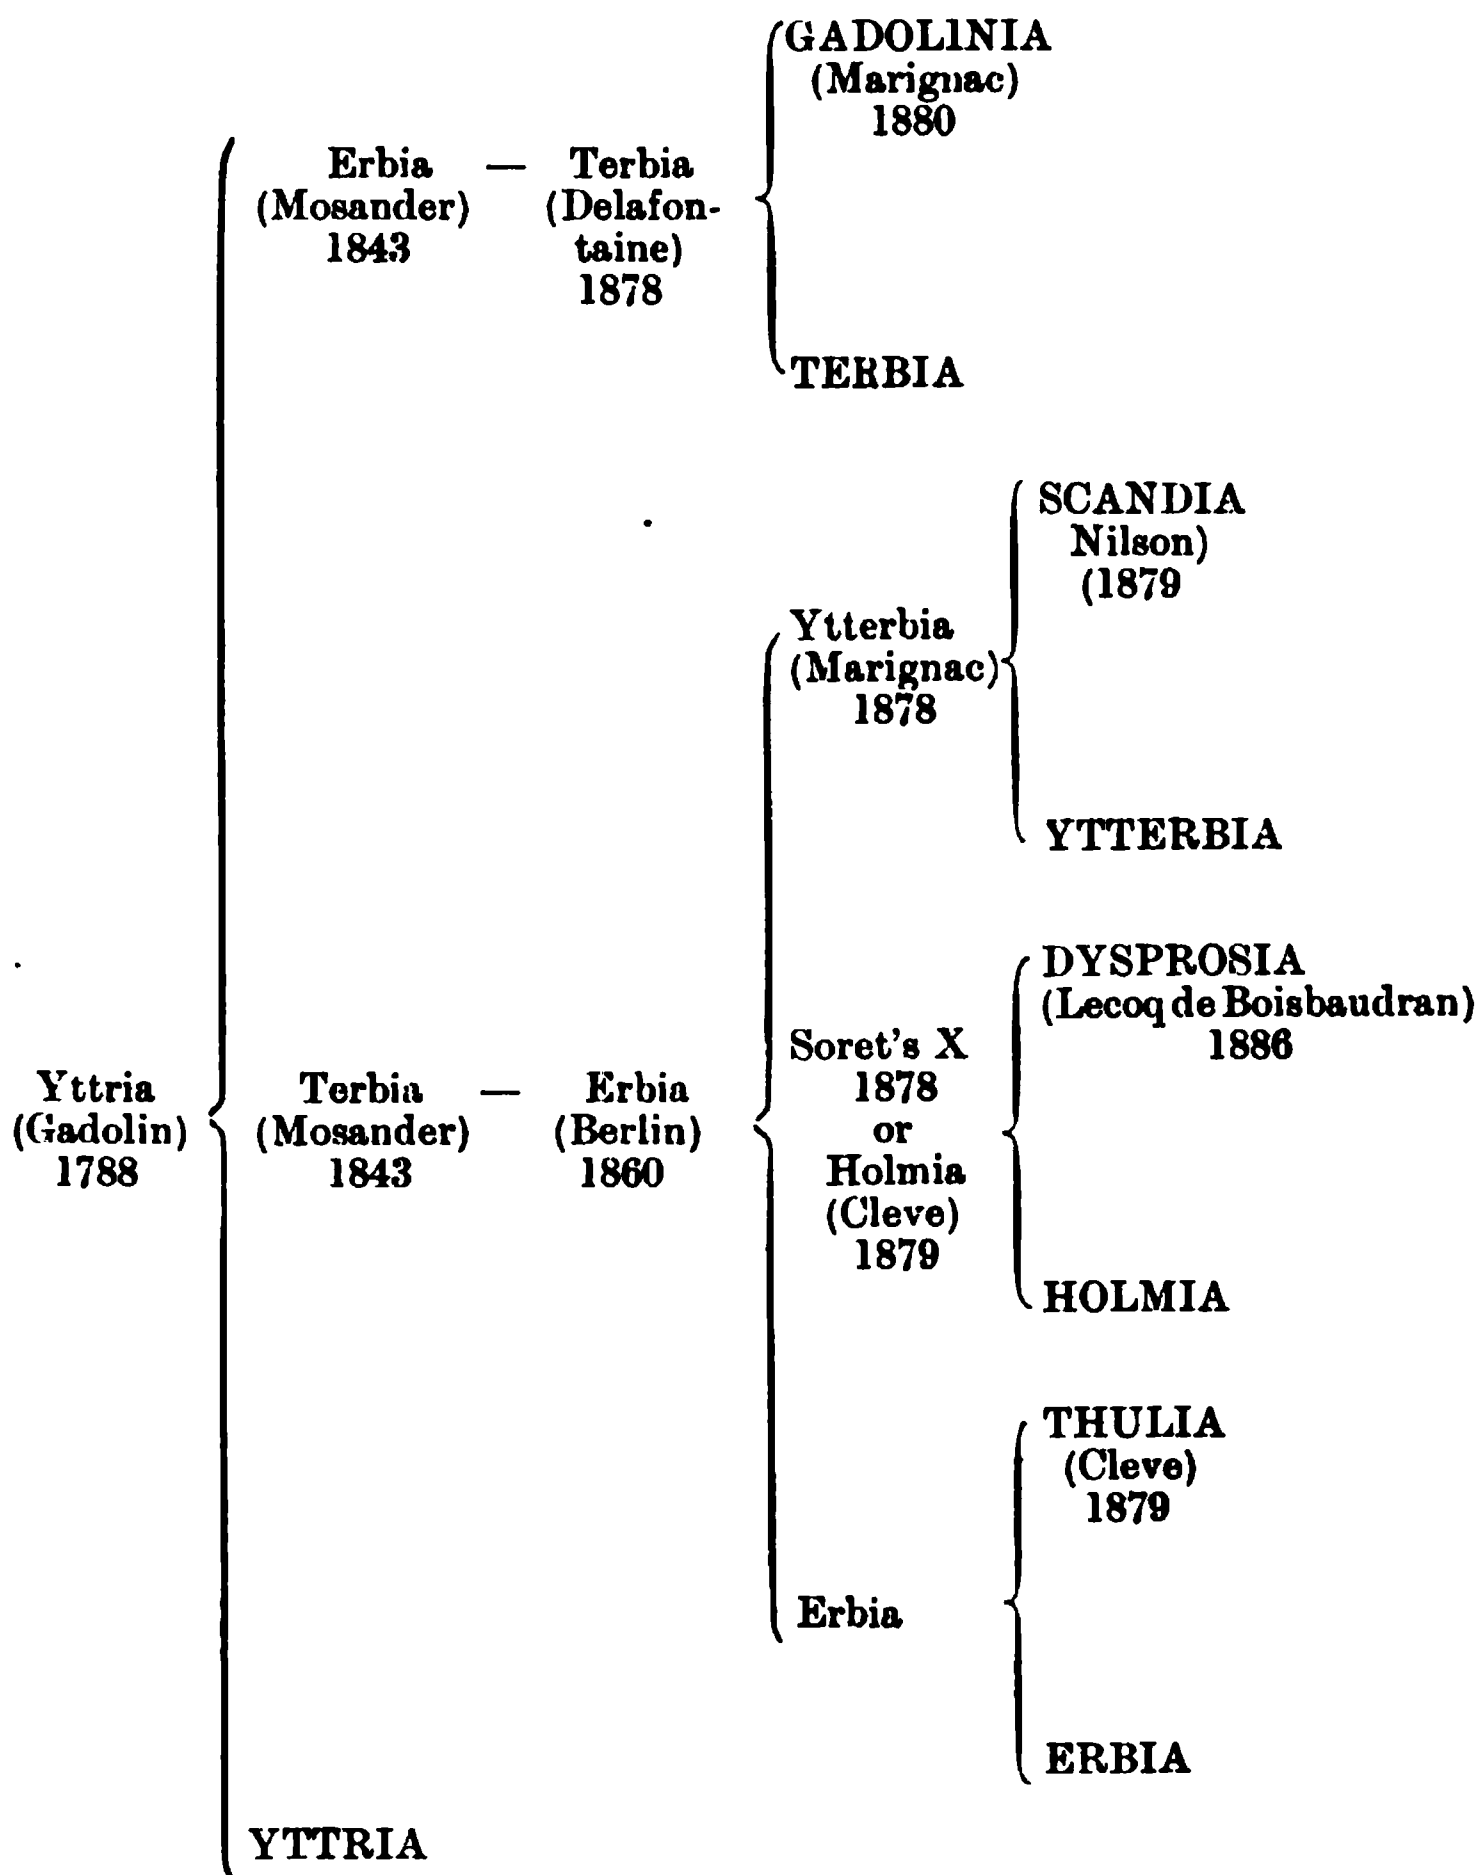 GADOLINIA
(Marignac)
1880
Erbia — Terbia
(Mosander) (Delafon-
1843 taine)
1878
TERBIA
SCANDIA
Nilson)
(1879
Ytterbia
(Marignac)
1878
YTTERBIA
DYSPROSIA
(Lecoq de Boisbaudran)
1886
Soret's X
1878
or
Holmia
(Cleve)
1879
Yttria
(Gadolin)
1788
Terbia — Erbia
(Mosander) (Berlin)
1843 1860
HOLMIA
THULIA
(Cleve)
1879
Erbia
ERBIA
YTTRIA